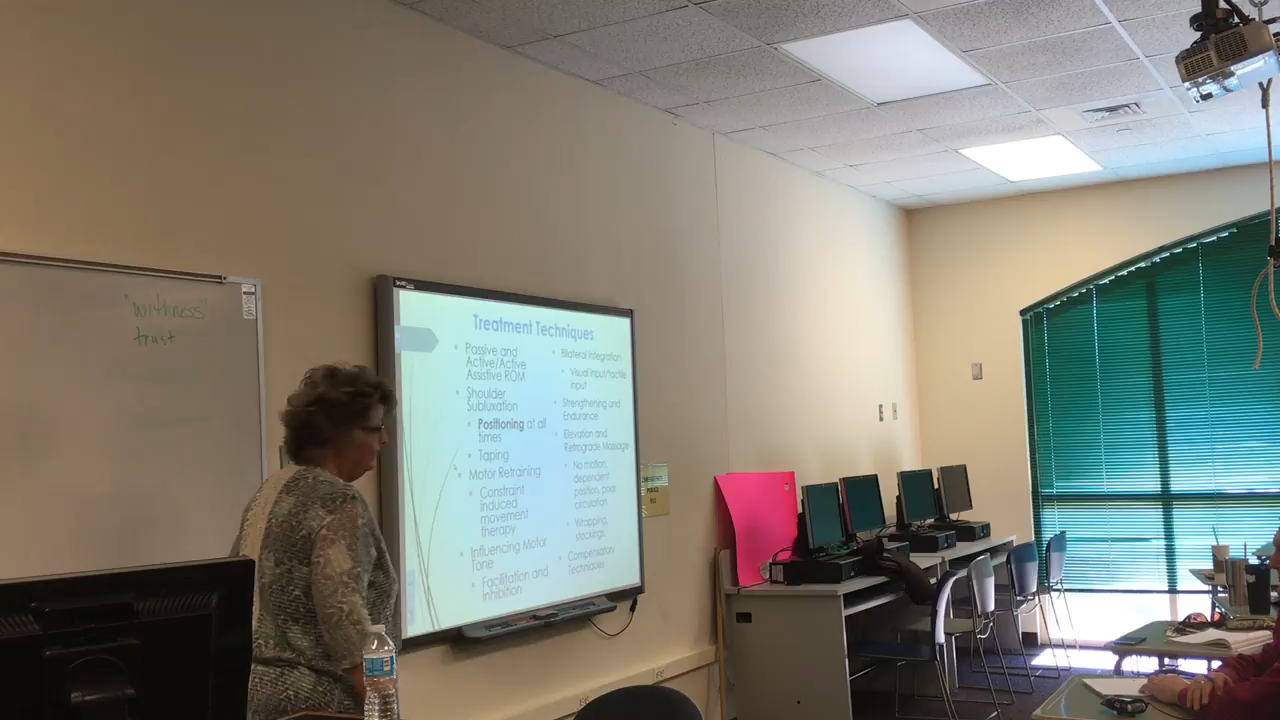 "withness"
trust
Treatment Techniques
Passive and
Active/Active
Assistive ROM
Shoulder
Subluxation
Positioning at all
times
Taping
Motor Retraining
Constraint
induced
movement
therapy
Influencing Motor
Tone
Facilitation and
inhibition
Bilateral integration
Visual input/tactile
input
Strengthening and
Endurance
Elevation and
Retrograde Massage
No motion,
dependent
position, poor
circulation
Wrapping,
stockings,
Compensatory
Techniques